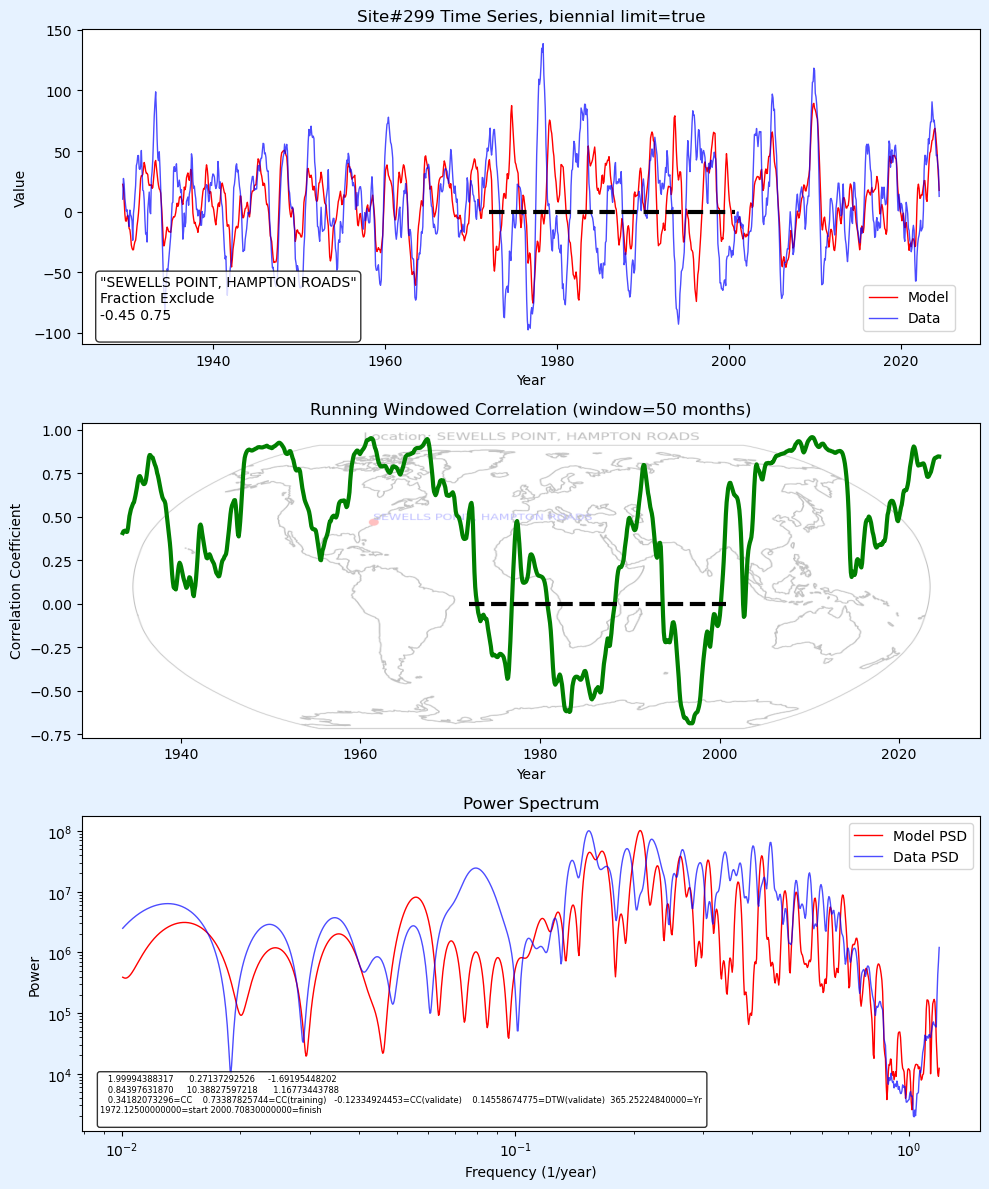 Site#299 Time Series, biennial limit=true
150
100
50
0
−50
−100
Value
"SEWELLS POINT, HAMPTON ROADS"
Fraction Exclude
-0.45 0.75
Model
Data
1940 1960 1980 2000 2020
Year
Running Windowed Correlation (window=50 months)
Location: SEWELLS POINT, HAMPTON ROADS
1.00
0.75
0.50
0.25
0.00
−0.25
−0.50
−0.75
Correlation Coefficient
SEWELLS POINT, HAMPTON ROADS
1940 1960 1980 2000 2020
Year
Power Spectrum
10^8
10^7
10^6
10^5
10^4
Power
Model PSD
Data PSD
1.99994388317 0.27137292526 -1.69195448202
0.84397631870 10.38827597218 1.16773443788
0.34182073296=CC 0.73387825744=CC(training) -0.12334924453=CC(validate) 0.14558674775=DTW(validate) 365.25224840000=Yr
1972.12500000000=start 2000.70830000000=finish
10^−2 10^−1 10^0
Frequency (1/year)